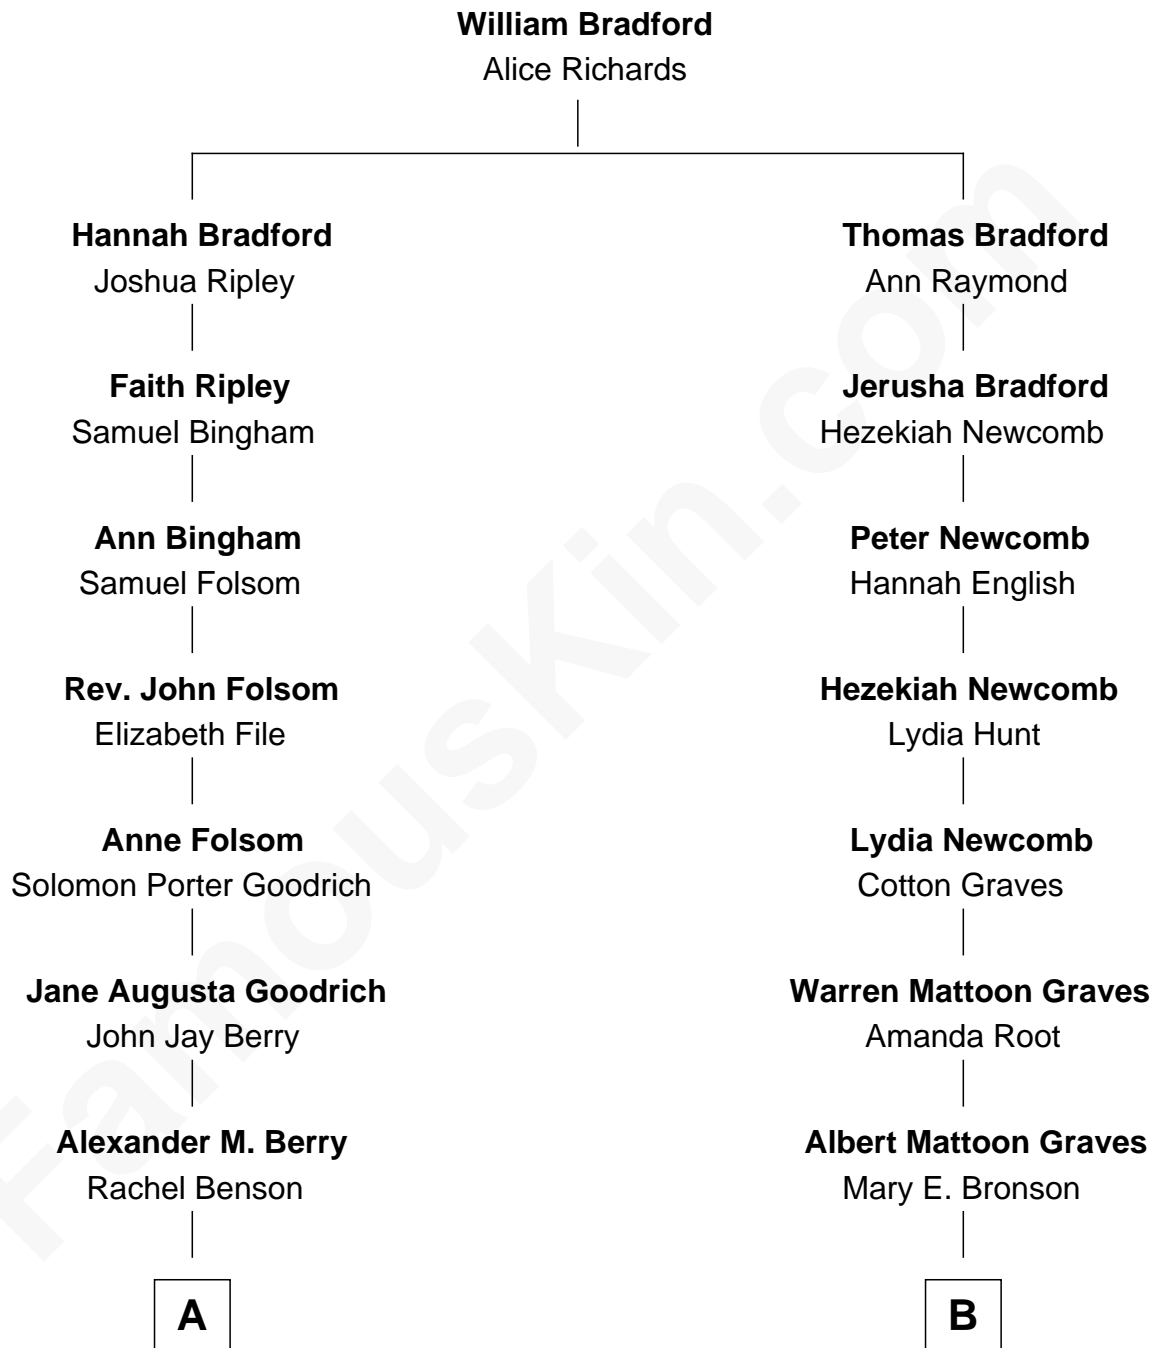 William Bradford
Alice Richards
Hannah Bradford
Joshua Ripley
Thomas Bradford
Ann Raymond
Faith Ripley
Samuel Bingham
Jerusha Bradford
Hezekiah Newcomb
Ann Bingham
Samuel Folsom
Peter Newcomb
Hannah English
Rev. John Folsom
Elizabeth File
Hezekiah Newcomb
Lydia Hunt
Anne Folsom
Solomon Porter Goodrich
Lydia Newcomb
Cotton Graves
Jane Augusta Goodrich
John Jay Berry
Warren Mattoon Graves
Amanda Root
Alexander M. Berry
Rachel Benson
Albert Mattoon Graves
Mary E. Bronson
A
B
FamousKin.com